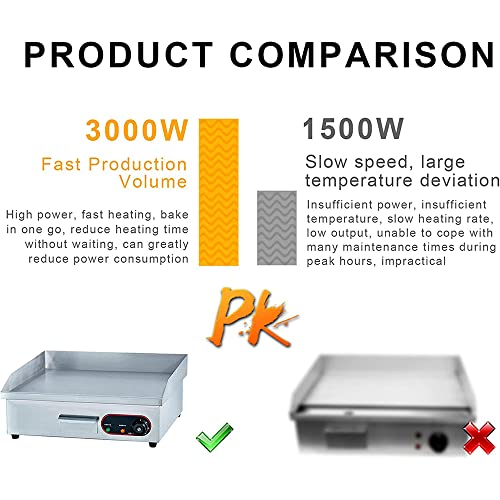 PRODUCT COMPARISON
3000W
Fast Production
Volume
High power, fast heating, bake
in one go, reduce heating time
without waiting, can greatly
reduce power consumption
1500W
Slow speed, large
temperature deviation
Insufficient power, insufficient
temperature, slow heating rate,
low output, unable to cope with
many maintenance times during
peak hours, impractical
PK